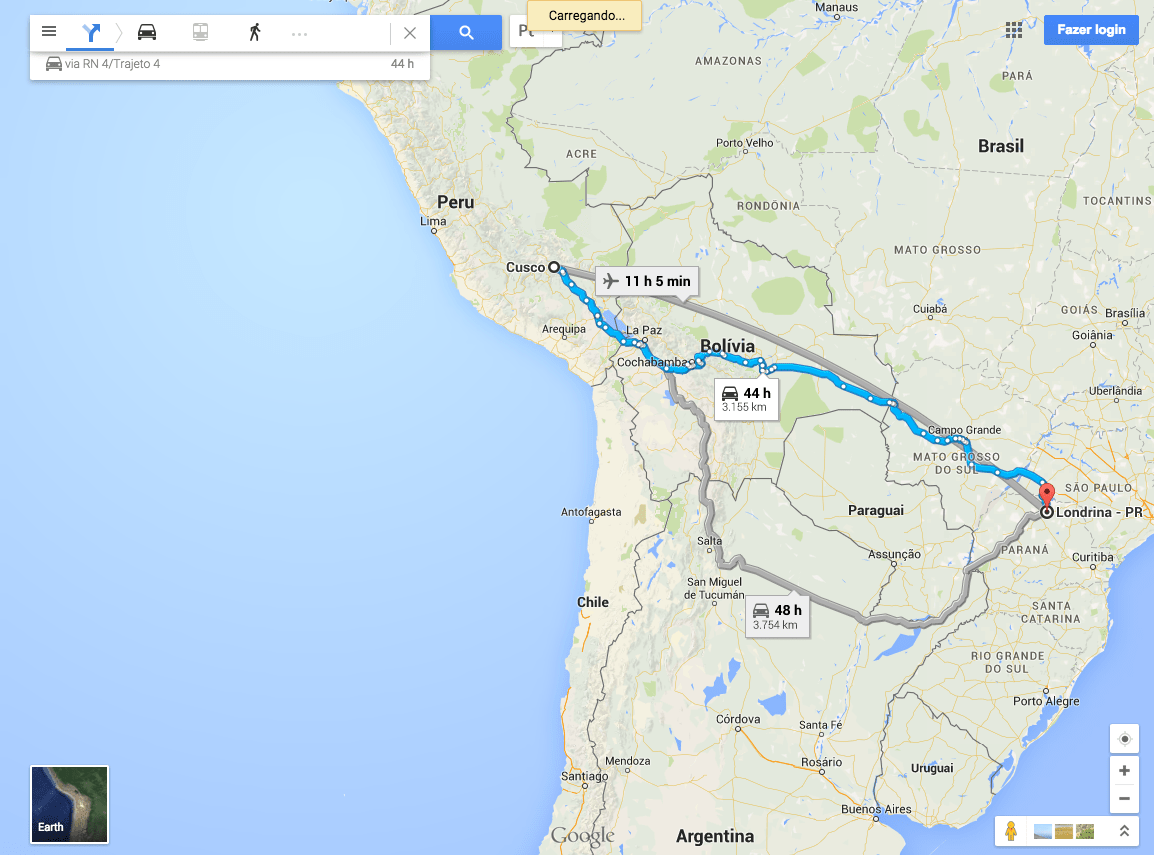 Carregando...
Fazer login
via RN 4/Trajeto 4
44 h
Manaus
AMAZONAS
PARÁ
Porto Velho
Brasil
ACRE
Peru
RONDÔNIA
TOCANTINS
Lima
MATO GROSSO
Cusco
11 h 5 min
Cuiabá
GOIÁS
Brasília
Arequipa
La Paz
Goiânia
Bolívia
Cochabamba
44 h
3.155 km
Uberlândia
Campo Grande
MATO GROSSO
DO SUL
SÃO PAULO
Antofagasta
Paraguai
Londrina - PR
Salta
Assunção
PARANÁ
Curitiba
San Miguel
de Tucumán
Chile
48 h
3.754 km
SANTA
CATARINA
RIO GRANDE
DO SUL
Porto Alegre
Córdova
Santa Fé
Mendoza
Rosário
Uruguai
Santiago
Buenos Aires
Earth
Google
Argentina